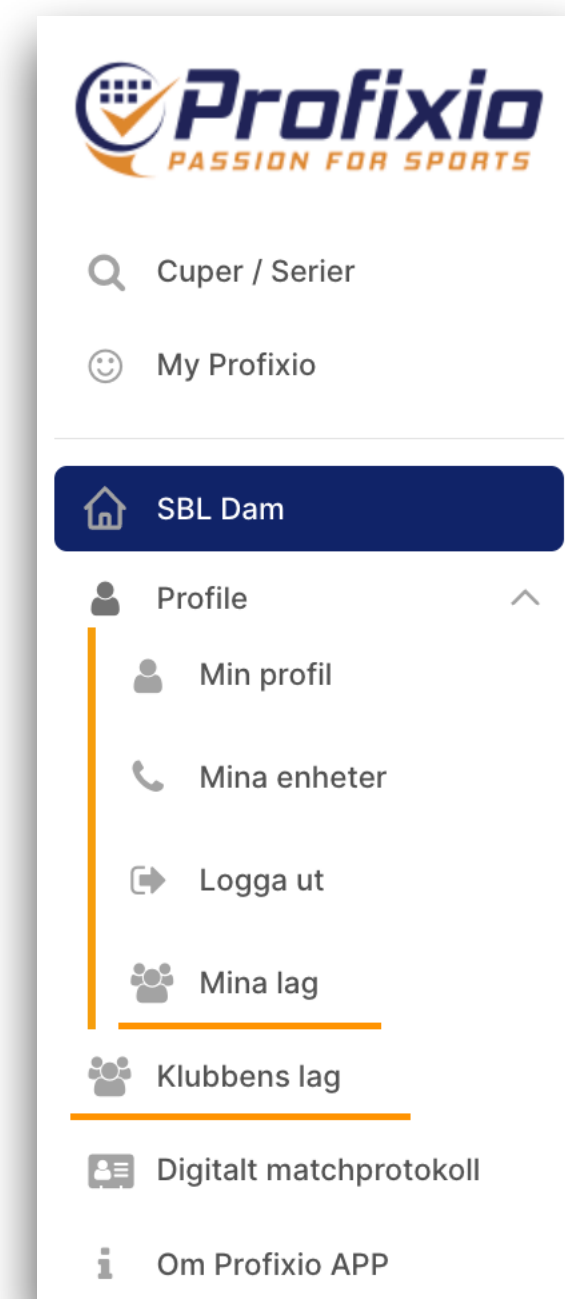 Profixio
PASSION FOR SPORTS
Cuper / Serier
My Profixio
SBL Dam
Profile
Min profil
Mina enheter
Logga ut
Mina lag
Klubbens lag
Digitalt matchprotokoll
Om Profixio APP